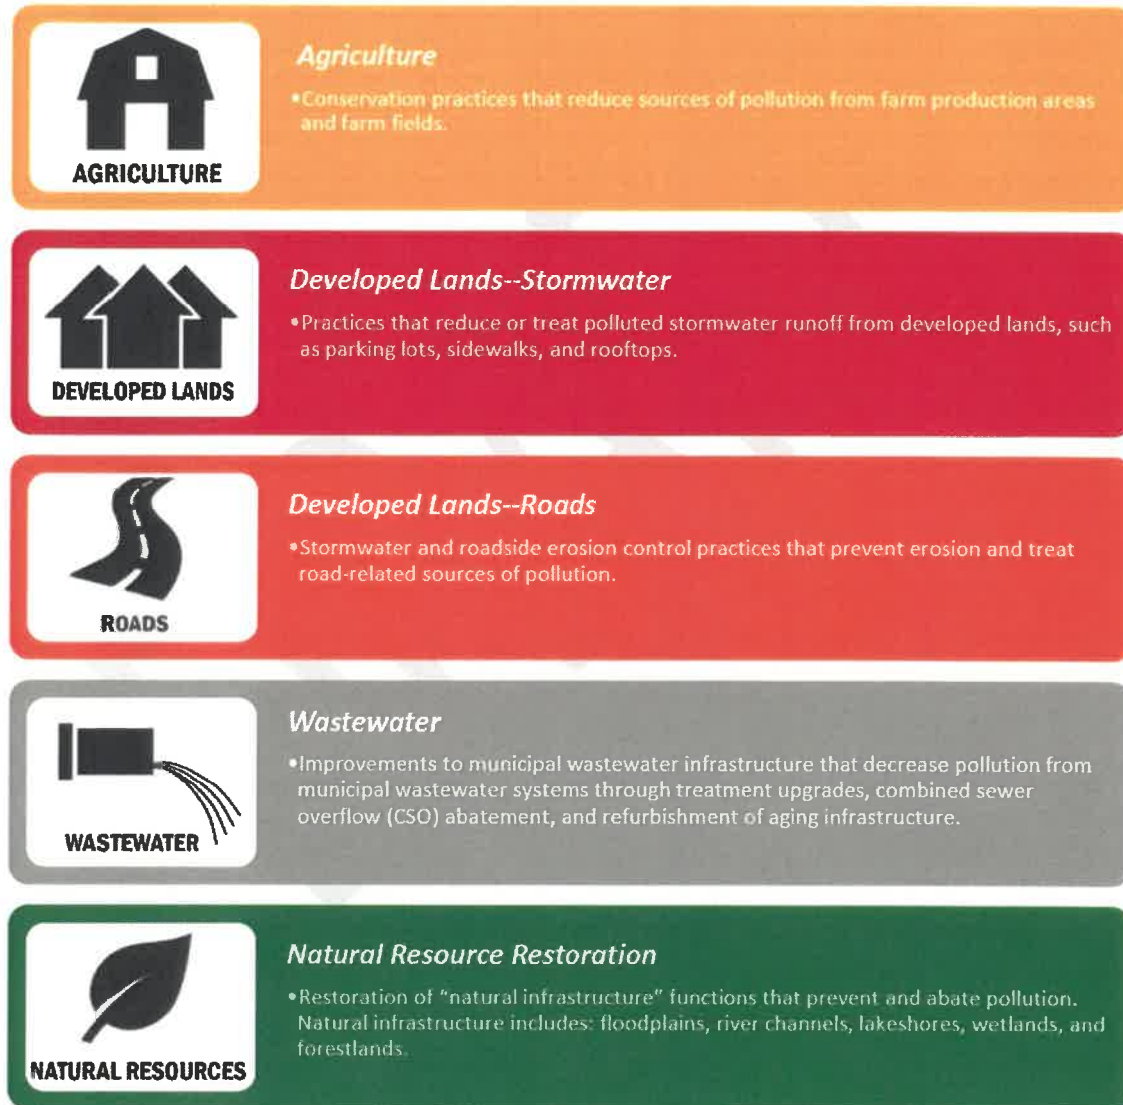 Agriculture
•Conservation practices that reduce sources of pollution from farm production areas
and farm fields.
AGRICULTURE
Developed Lands--Stormwater
•Practices that reduce or treat polluted stormwater runoff from developed lands, such
as parking lots, sidewalks, and rooftops.
DEVELOPED LANDS
Developed Lands--Roads
•Stormwater and roadside erosion control practices that prevent erosion and treat
road-related sources of pollution.
ROADS
Wastewater
•Improvements to municipal wastewater infrastructure that decrease pollution from
municipal wastewater systems through treatment upgrades, combined sewer
overflow (CSO) abatement, and refurbishment of aging infrastructure.
WASTEWATER
Natural Resource Restoration
•Restoration of “natural infrastructure” functions that prevent and abate pollution.
Natural infrastructure includes: floodplains, river channels, lakeshores, wetlands, and
forestlands.
NATURAL RESOURCES